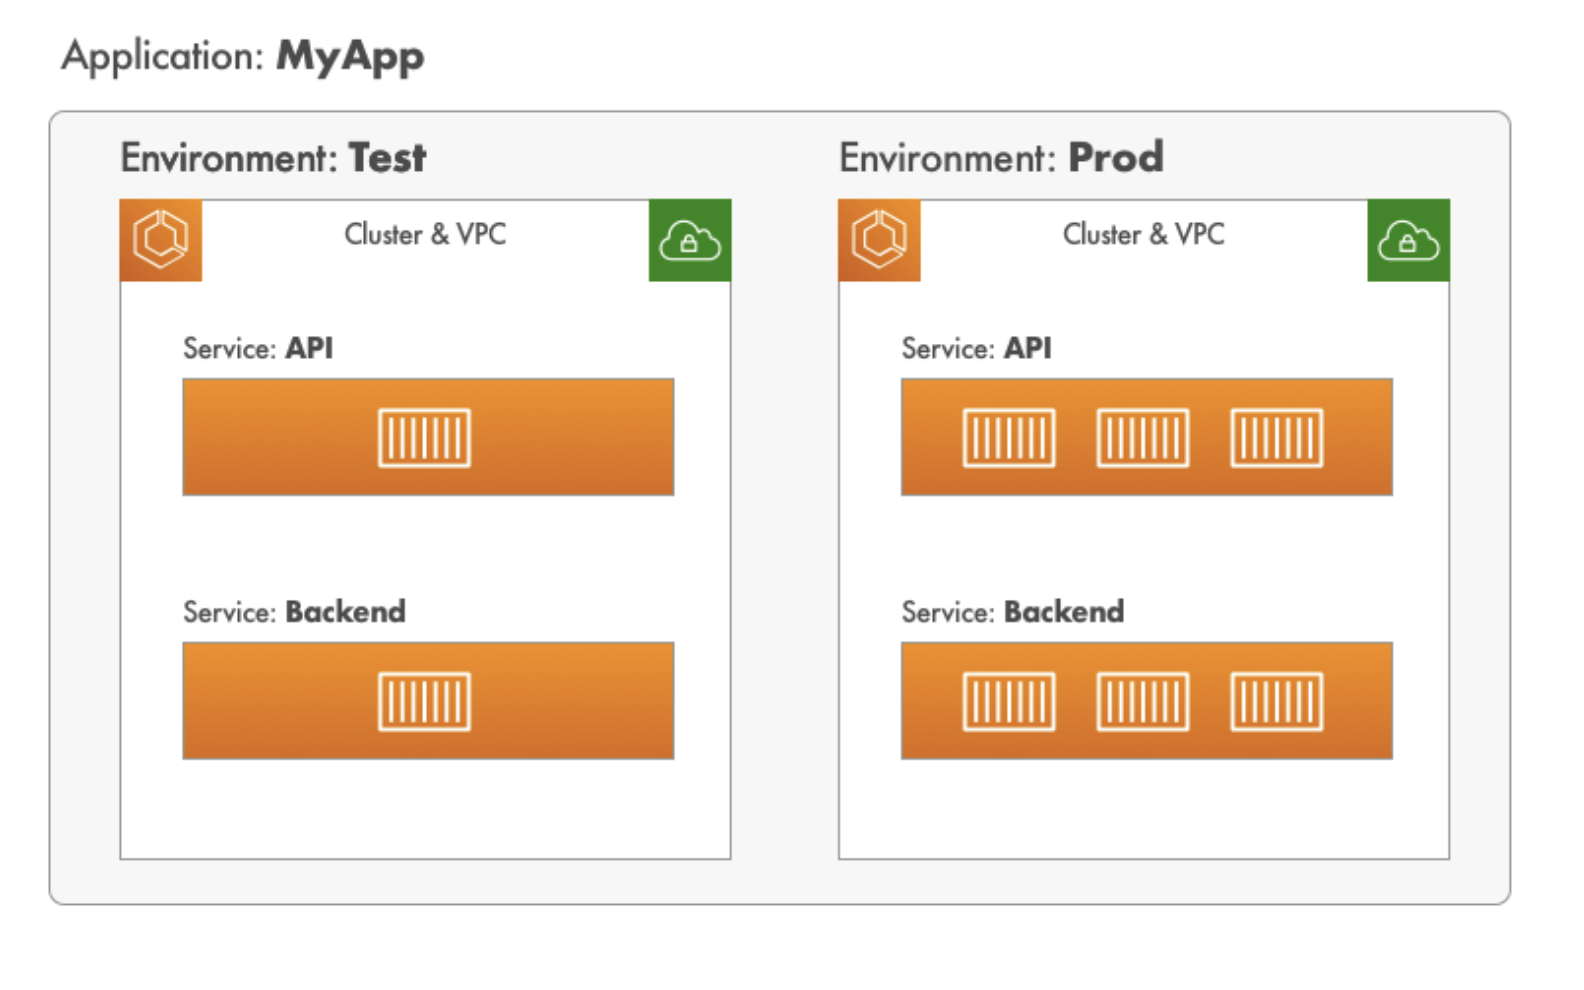 Application: MyApp
Environment: Test
Cluster & VPC
Service: API
Service: Backend
Environment: Prod
Cluster & VPC
Service: API
Service: Backend